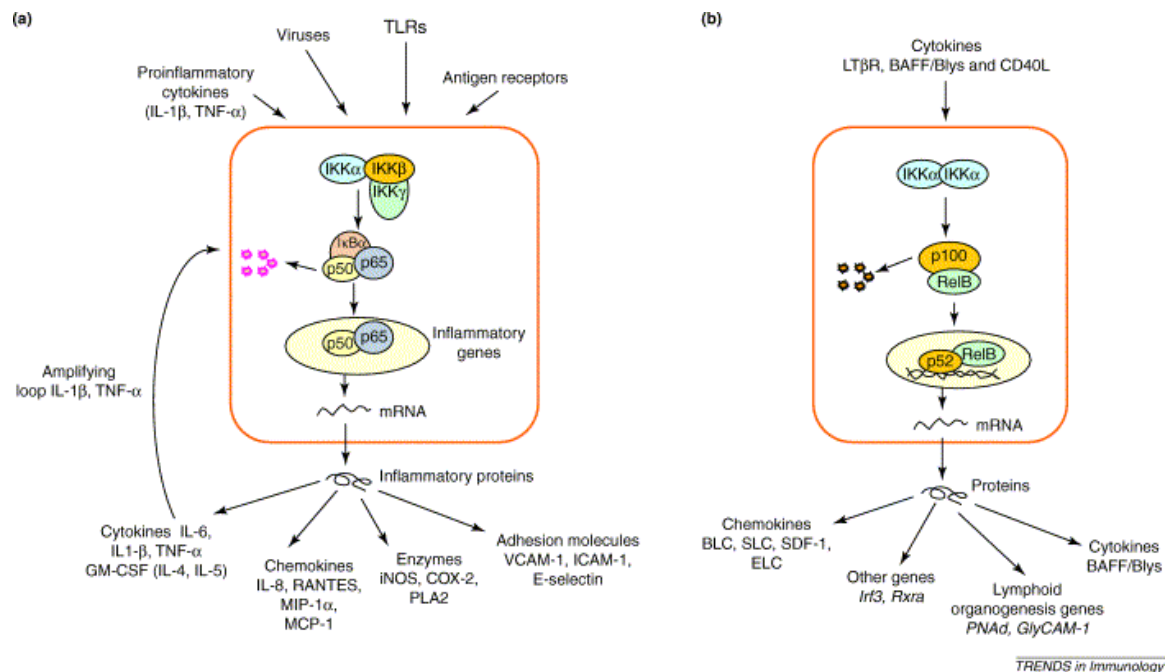 (a)
Viruses
TLRs
Proinflammatory
cytokines
(IL-1β, TNF-α)
Antigen receptors
IKKα
IKKβ
IKKγ
IκBα
p50
p65
p50
p65
Inflammatory
genes
Amplifying
loop IL-1β, TNF-α
mRNA
Inflammatory proteins
Cytokines IL-6,
IL1-β, TNF-α
GM-CSF (IL-4, IL-5)
Chemokines
IL-8, RANTES,
MIP-1α,
MCP-1
Enzymes
iNOS, COX-2,
PLA2
Adhesion molecules
VCAM-1, ICAM-1,
E-selectin
(b)
Cytokines
LTβR, BAFF/Blys and CD40L
IKKα
IKKα
p100
RelB
p52
RelB
mRNA
Proteins
Chemokines
BLC, SLC, SDF-1,
ELC
Other genes
Irf3, Rxra
Lymphoid
organogenesis genes
PNAd, GlyCAM-1
Cytokines
BAFF/Blys
TRENDS in Immunology